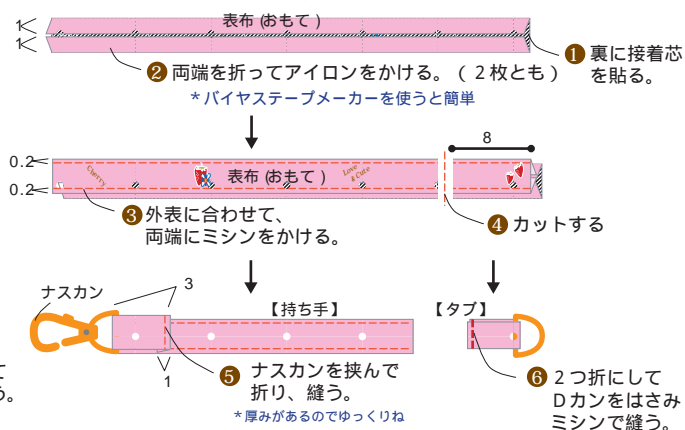 表布(おもて)
1
1
❶ 裏に接着芯
を貼る。
❷ 両端を折ってアイロンをかける。(2枚とも)
*バイヤステープメーカーを使うと簡単
8
0.2
0.2
Cherry
表布(おもて)
Love
& Cute
❸ 外表に合わせて、
両端にミシンをかける。
❹ カットする
ナスカン
3
【持ち手】
【タブ】
1
❺ ナスカンを挟んで
折り、縫う。
*厚みがあるのでゆっくりね
❻ 2つ折にして
Dカンをはさみ
ミシンで縫う。
て
う。